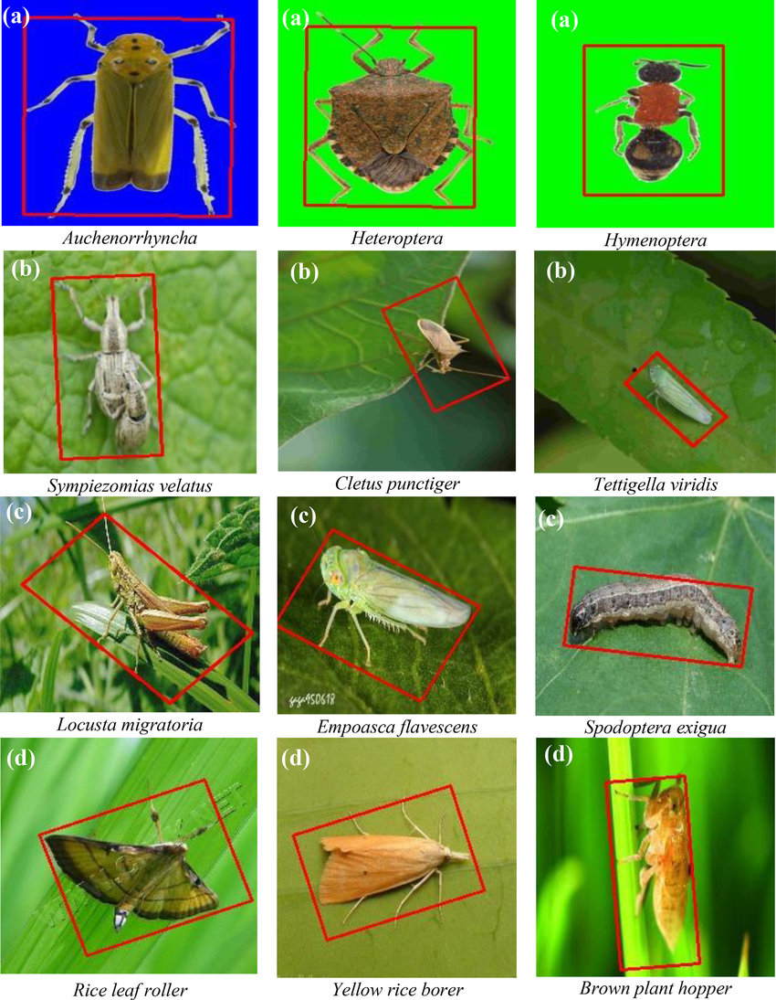 (a) (a) (a)
Auchenorrhyncha Heteroptera Hymenoptera
(b) (b) (b)
Sympiezomias velatus Cletus punctiger Tettigella viridis
(c) (c) (c)
gaga950618
Locusta migratoria Empoasca flavescens Spodoptera exigua
(d) (d) (d)
Rice leaf roller Yellow rice borer Brown plant hopper